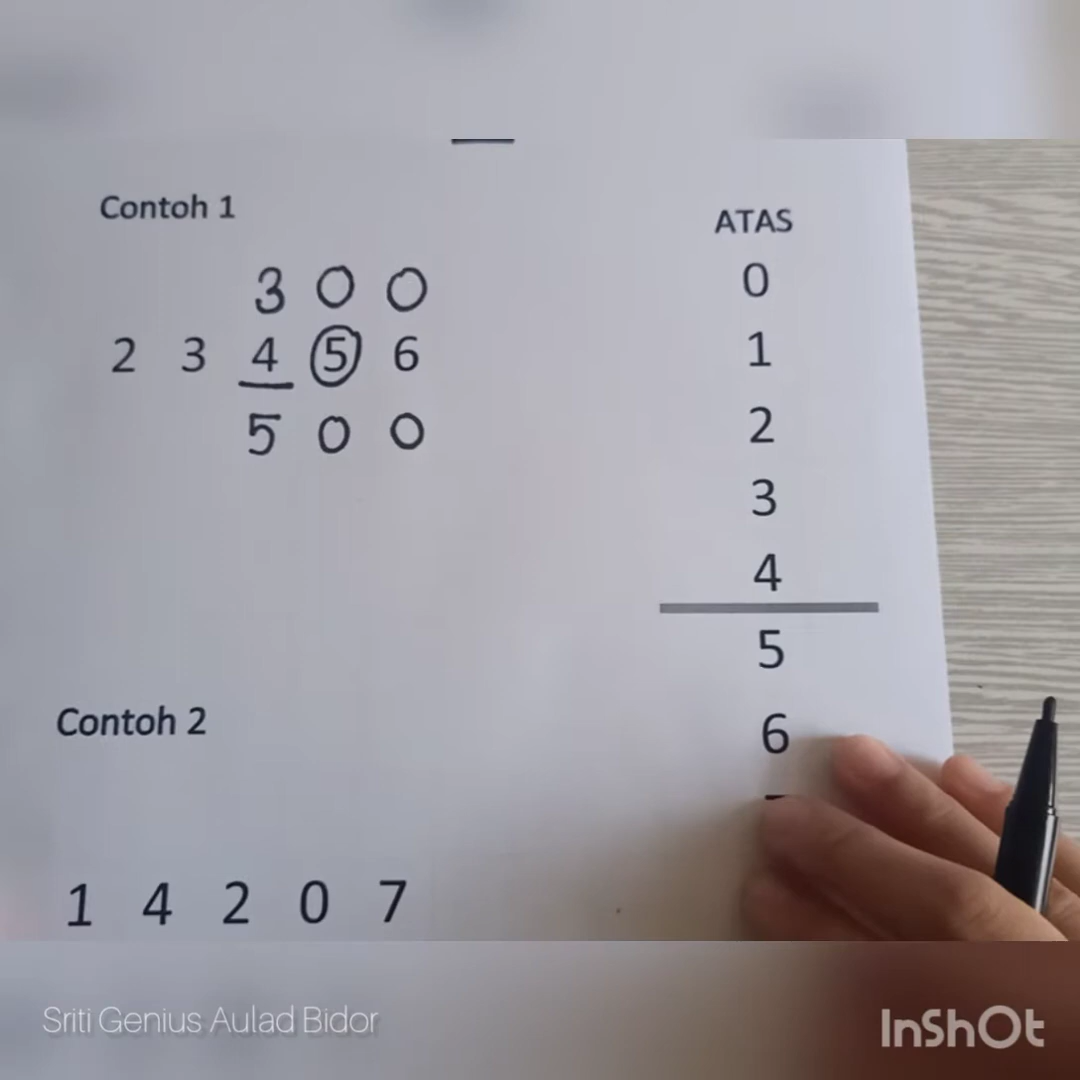 Contoh 1
3 0 0
2 3 4 5 6
5 0 0
Contoh 2
1 4 2 0 7
ATAS
0
1
2
3
4
5
6
Sriti Genius Aulad Bidor
InShOt